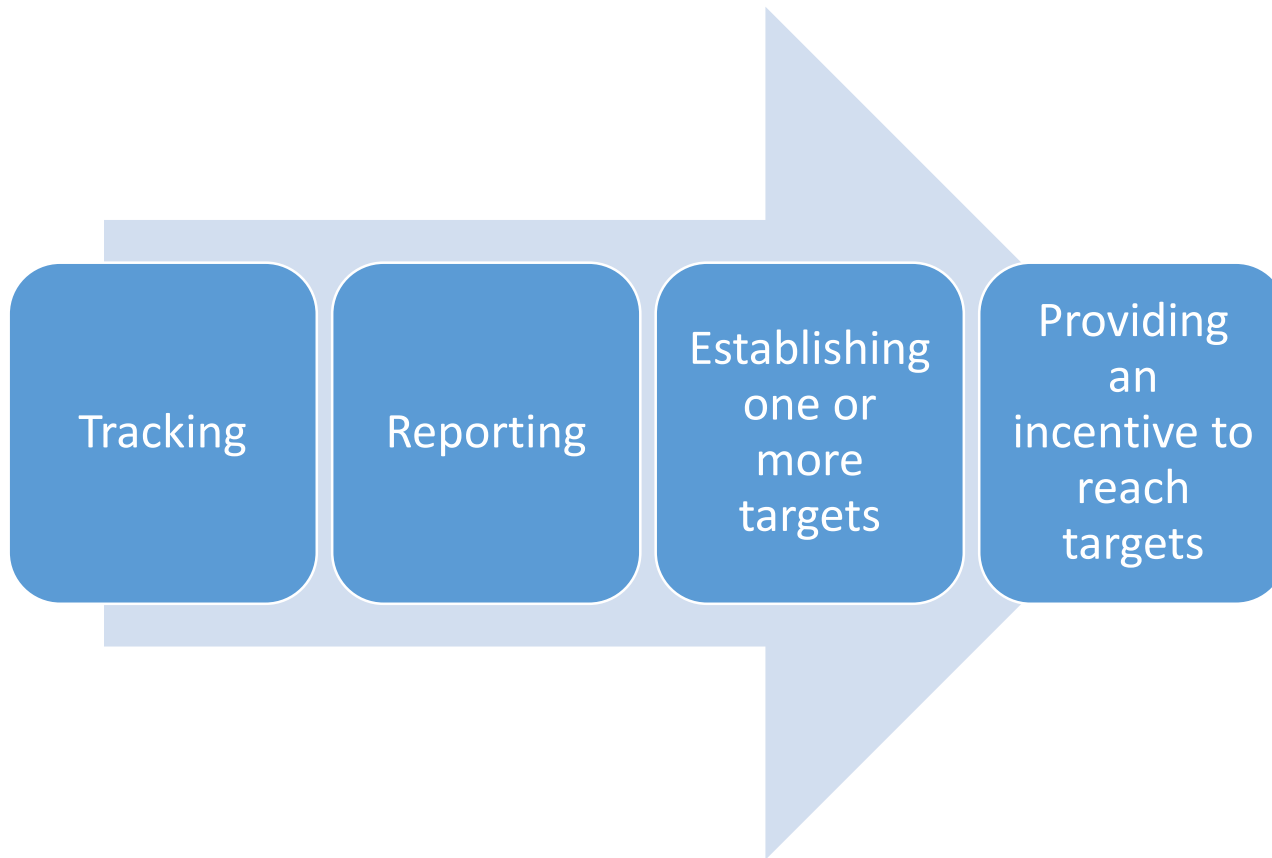 Tracking
Reporting
Establishing
one or
more
targets
Providing
an
incentive to
reach
targets